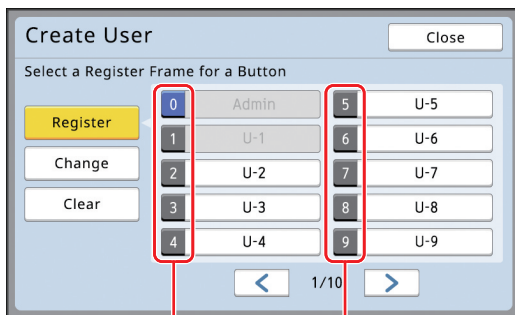 Create User
Close
Select a Register Frame for a Button
Register
Change
Clear
0 Admin
1 U-1
2 U-2
3 U-3
4 U-4
5 U-5
6 U-6
7 U-7
8 U-8
9 U-9
< 1/10 >